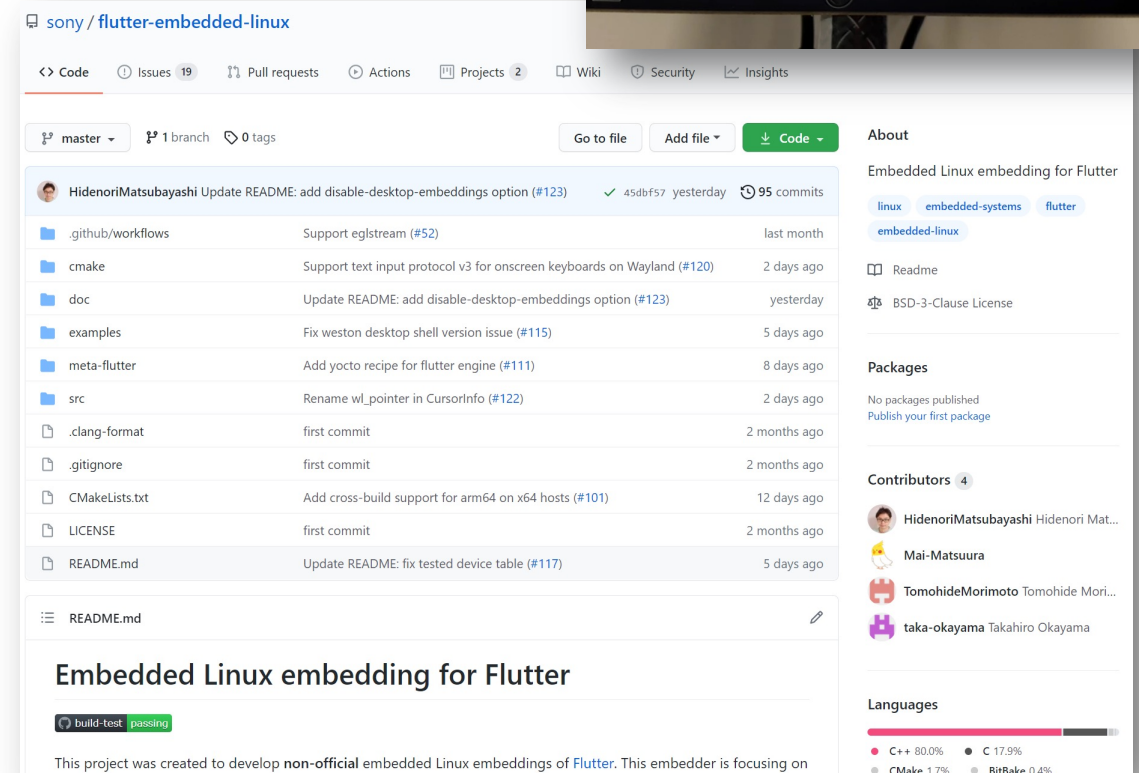 sony / flutter-embedded-linux
Code
Issues 19
Pull requests
Actions
Projects 2
Wiki
Security
Insights
master
1 branch
0 tags
Go to file
Add file
Code
HidenoriMatsubayashi Update README: add disable-desktop-embeddings option (#123) 45dbf57 yesterday 95 commits
.github/workflows Support eglstream (#52) last month
cmake Support text input protocol v3 for onscreen keyboards on Wayland (#120) 2 days ago
doc Update README: add disable-desktop-embeddings option (#123) yesterday
examples Fix weston desktop shell version issue (#115) 5 days ago
meta-flutter Add yocto recipe for flutter engine (#111) 8 days ago
src Rename wl_pointer in CursorInfo (#122) 2 days ago
.clang-format first commit 2 months ago
.gitignore first commit 2 months ago
CMakeLists.txt Add cross-build support for arm64 on x64 hosts (#101) 12 days ago
LICENSE first commit 2 months ago
README.md Update README: fix tested device table (#117) 5 days ago
README.md
Embedded Linux embedding for Flutter
build-test passing
This project was created to develop non-official embedded Linux embeddings of Flutter. This embedder is focusing on
About
Embedded Linux embedding for Flutter
linux embedded-systems flutter
embedded-linux
Readme
BSD-3-Clause License
Packages
No packages published
Publish your first package
Contributors 4
HidenoriMatsubayashi Hidenori Mat...
Mai-Matsuura
TomohideMorimoto Tomohide Mori...
taka-okayama Takahiro Okayama
Languages
C++ 80.0% C 17.9%
CMake 1.7% BitBake 0.4%